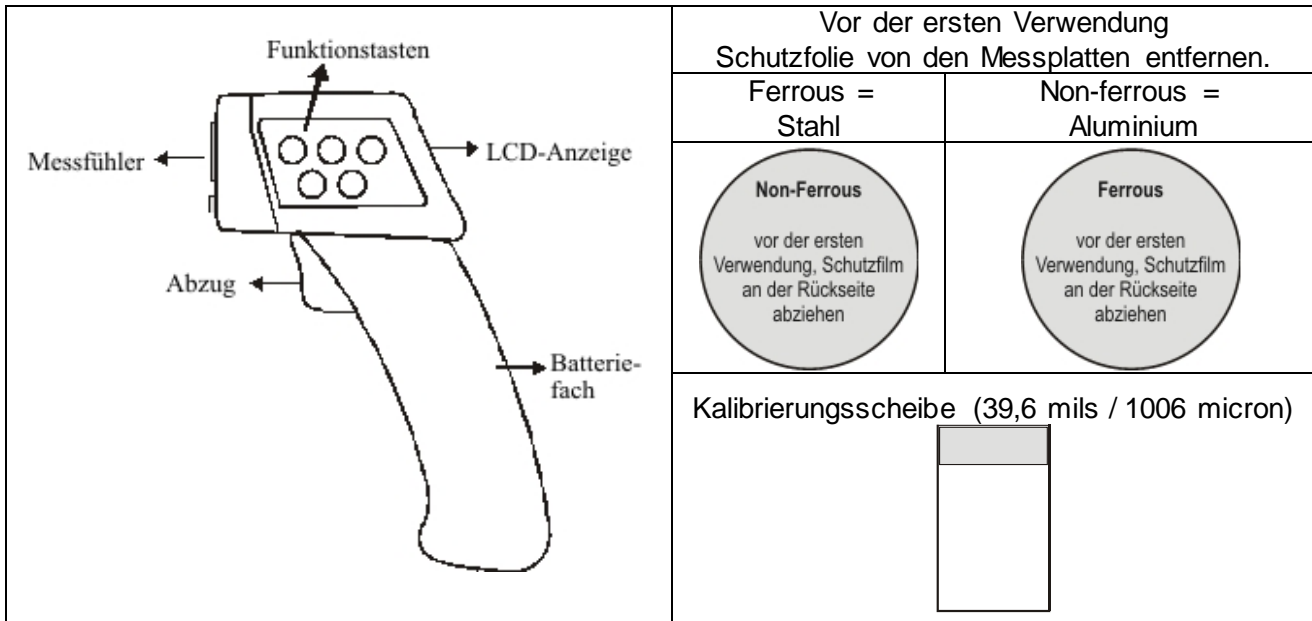 Funktionstasten
Messfühler
LCD-Anzeige
Abzug
Batterie-
fach
Vor der ersten Verwendung
Schutzfolie von den Messplatten entfernen.
Ferrous =
Stahl
Non-ferrous =
Aluminium
Non-Ferrous
vor der ersten
Verwendung, Schutzfilm
an der Rückseite
abziehen
Ferrous
vor der ersten
Verwendung, Schutzfilm
an der Rückseite
abziehen
Kalibrierungsscheibe (39,6 mils / 1006 micron)